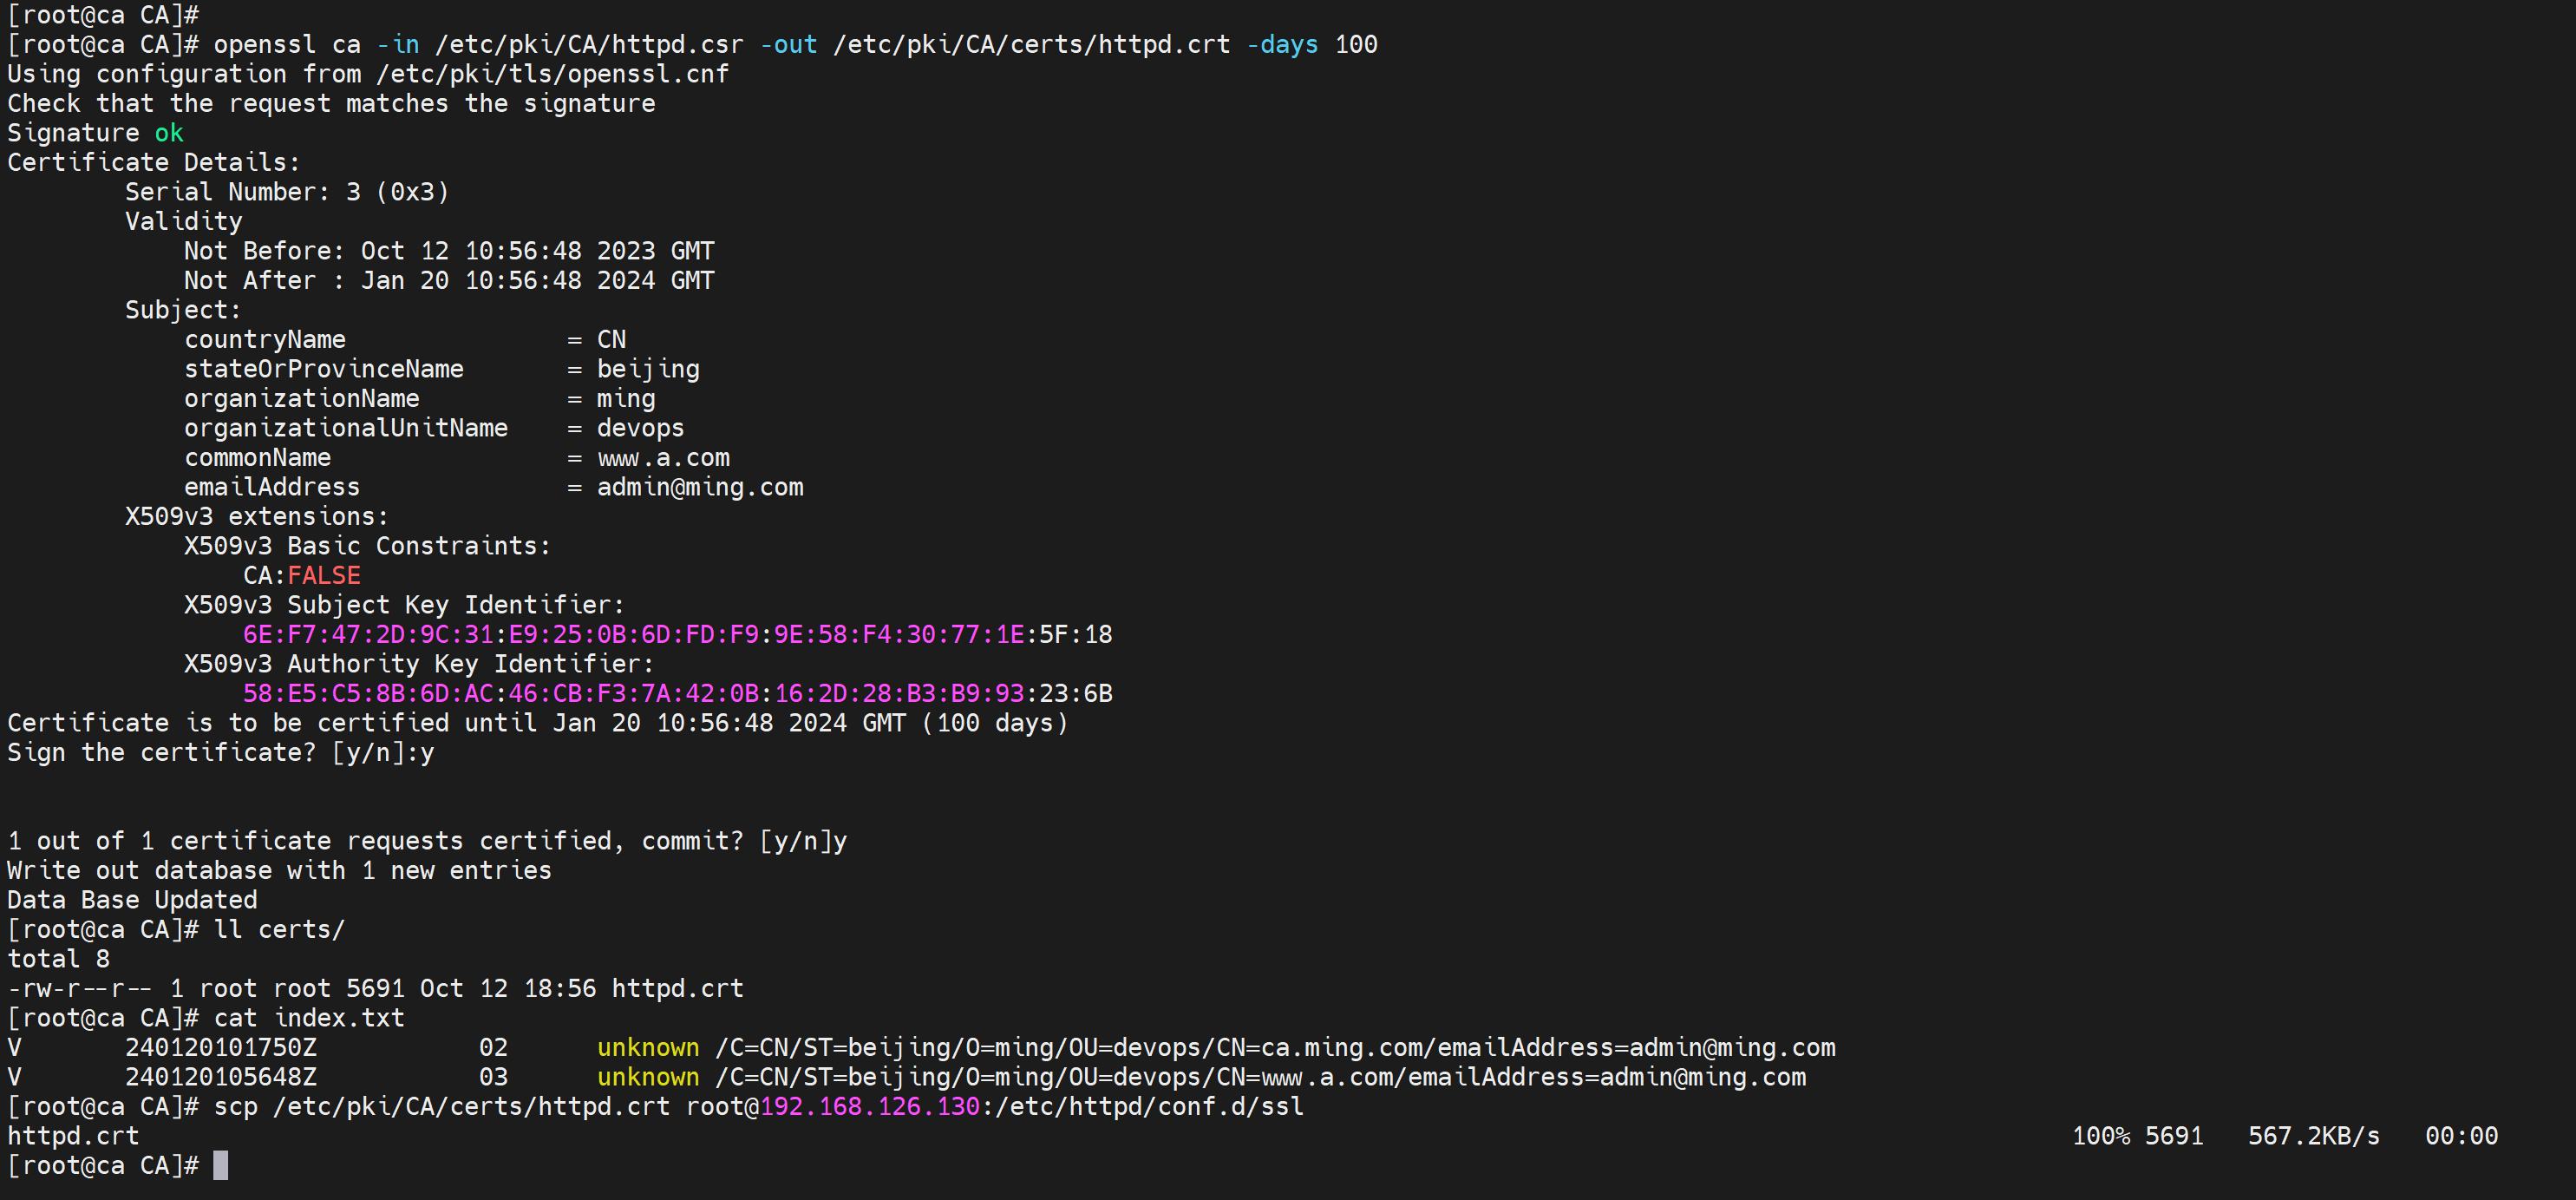 [root@ca CA]#
[root@ca CA]# openssl ca -in /etc/pki/CA/httpd.csr -out /etc/pki/CA/certs/httpd.crt -days 100
Using configuration from /etc/pki/tls/openssl.cnf
Check that the request matches the signature
Signature ok
Certificate Details:
        Serial Number: 3 (0x3)
        Validity
            Not Before: Oct 12 10:56:48 2023 GMT
            Not After : Jan 20 10:56:48 2024 GMT
        Subject:
            countryName               = CN
            stateOrProvinceName       = beijing
            organizationName          = ming
            organizationalUnitName    = devops
            commonName                = www.a.com
            emailAddress              = admin@ming.com
        X509v3 extensions:
            X509v3 Basic Constraints:
                CA:FALSE
            X509v3 Subject Key Identifier:
                6E:F7:47:2D:9C:31:E9:25:0B:6D:FD:F9:9E:58:F4:30:77:1E:5F:18
            X509v3 Authority Key Identifier:
                58:E5:C5:8B:6D:AC:46:CB:F3:7A:42:0B:16:2D:28:B3:B9:93:23:6B
Certificate is to be certified until Jan 20 10:56:48 2024 GMT (100 days)
Sign the certificate? [y/n]:y
1 out of 1 certificate requests certified, commit? [y/n]y
Write out database with 1 new entries
Data Base Updated
[root@ca CA]# ll certs/
total 8
-rw-r--r-- 1 root root 5691 Oct 12 18:56 httpd.crt
[root@ca CA]# cat index.txt
V       240120101750Z           02      unknown /C=CN/ST=beijing/O=ming/OU=devops/CN=ca.ming.com/emailAddress=admin@ming.com
V       240120105648Z           03      unknown /C=CN/ST=beijing/O=ming/OU=devops/CN=www.a.com/emailAddress=admin@ming.com
[root@ca CA]# scp /etc/pki/CA/certs/httpd.crt root@192.168.126.130:/etc/httpd/conf.d/ssl
httpd.crt                                     100% 5691   567.2KB/s   00:00
[root@ca CA]#